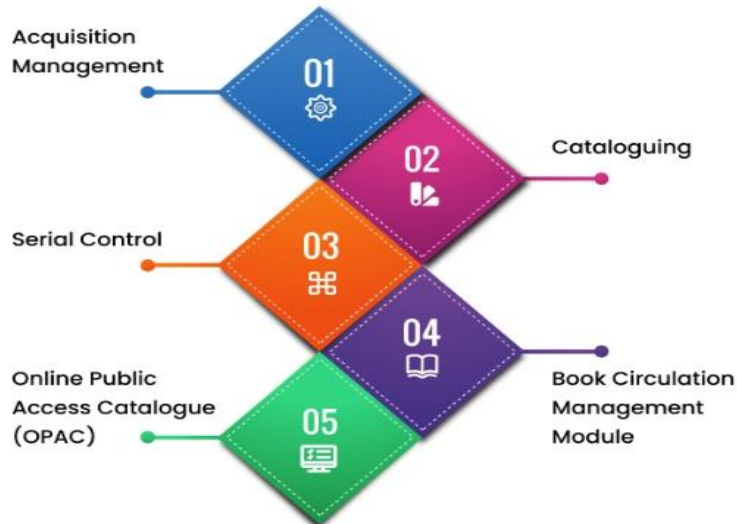 Acquisition
Management
01
02
Cataloguing
Serial Control
03
04
Book Circulation
Management
Module
Online Public
Access Catalogue
(OPAC)
05